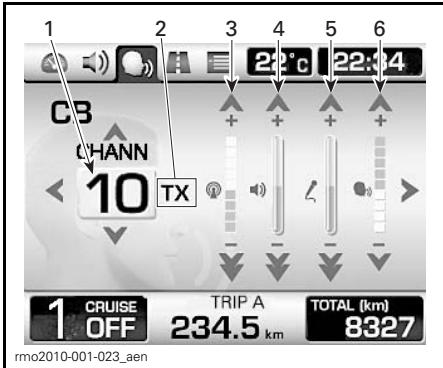 1 2 3 4 5 6
22°c 22:34
CB
CHANN
10 TX
+ + + +
- - - -
1 CRUISE OFF
TRIP A
234.5 km
TOTAL (km)
8327
rmo2010-001-023_aen